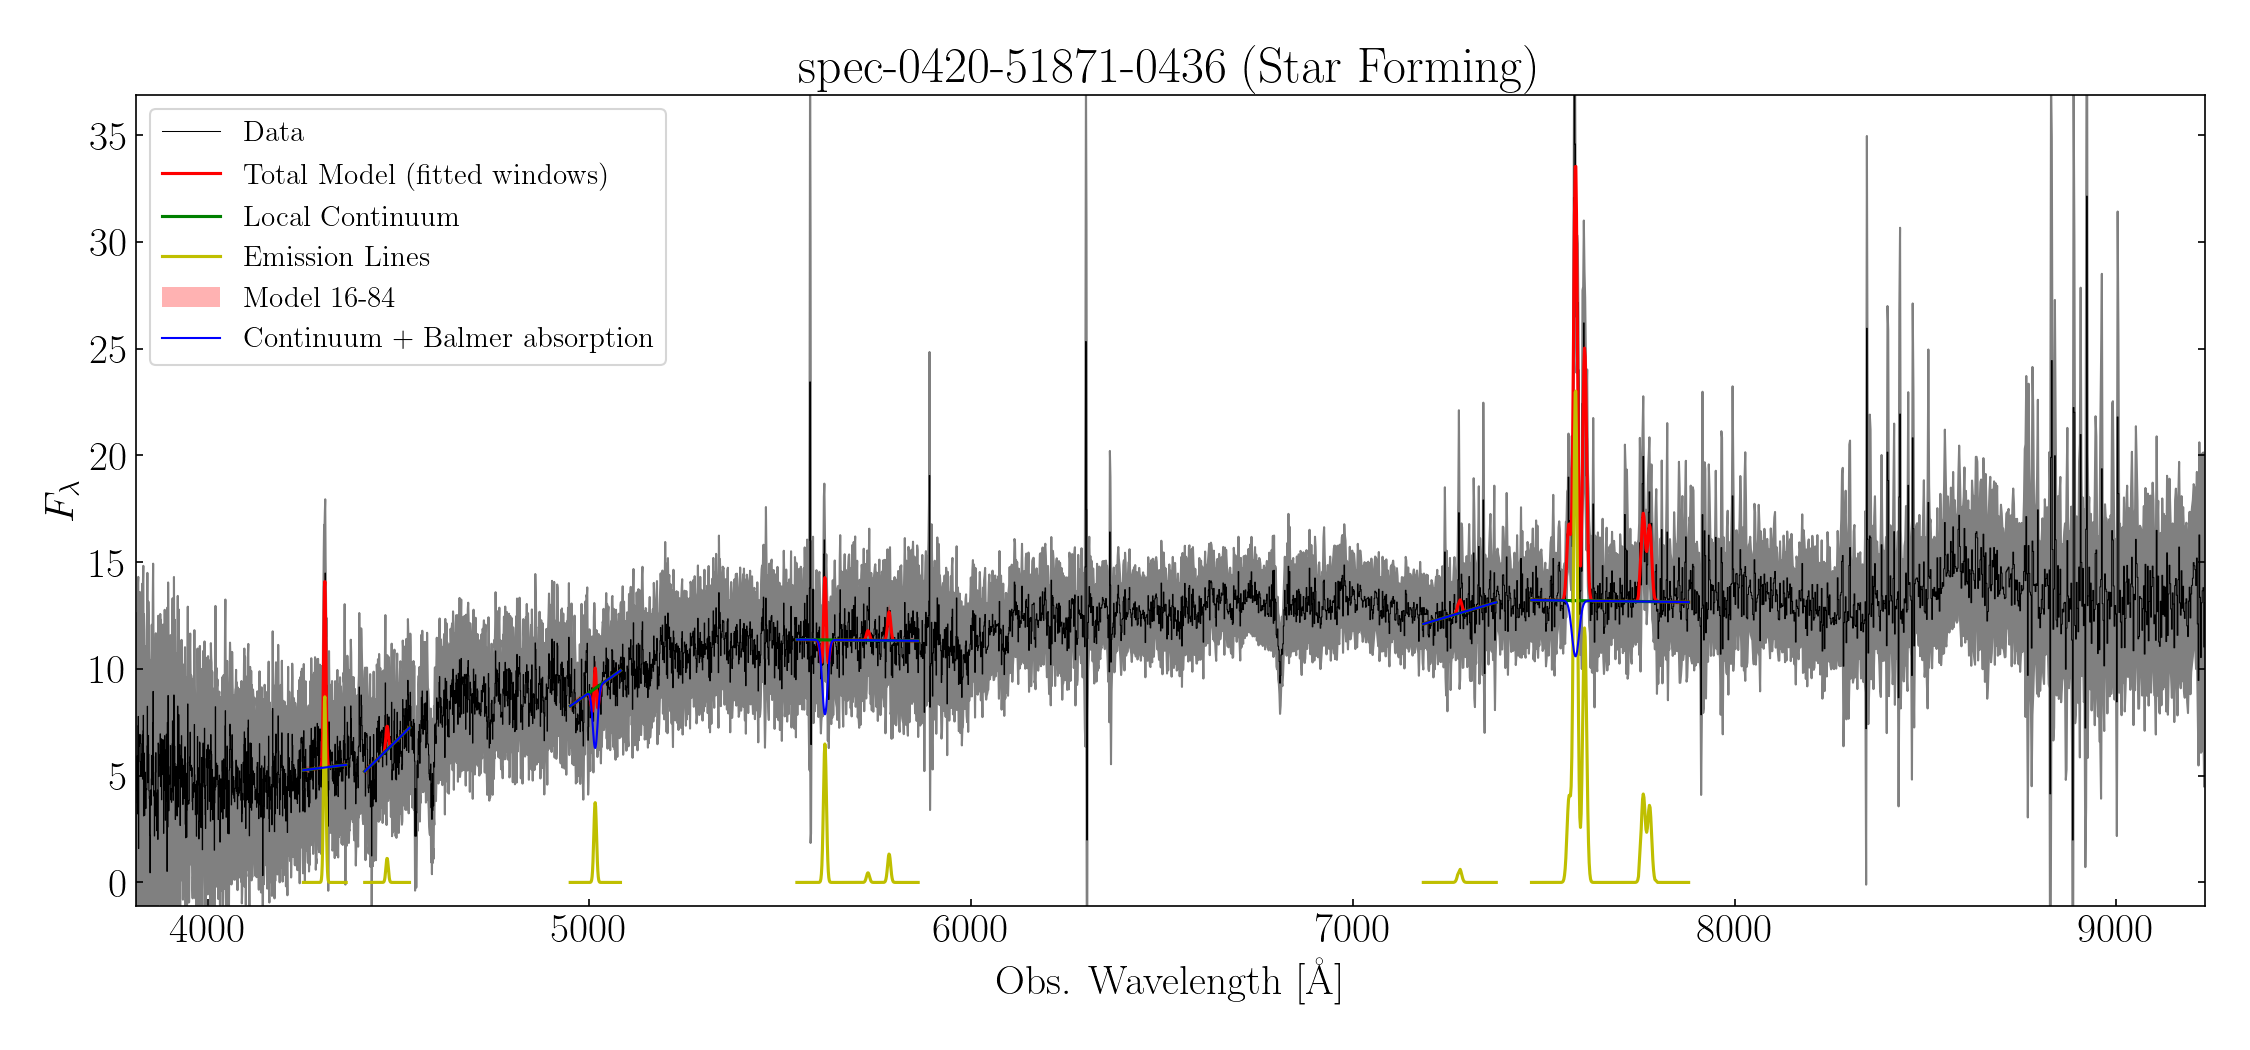 spec-0420-51871-0436 (Star Forming)
Data
Total Model (fitted windows)
Local Continuum
Emission Lines
Model 16-84
Continuum + Balmer absorption
35
30
25
20
15
10
5
0
Fλ
4000 5000 6000 7000 8000 9000
Obs. Wavelength [Å]